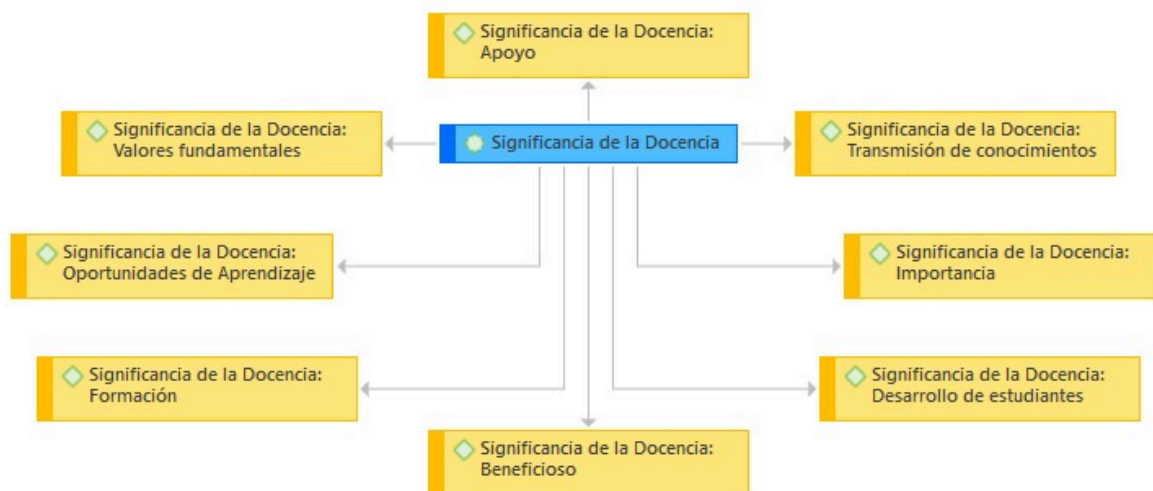 Significancia de la Docencia:
Apoyo
Significancia de la Docencia:
Valores fundamentales
Significancia de la Docencia
Significancia de la Docencia:
Transmisión de conocimientos
Significancia de la Docencia:
Oportunidades de Aprendizaje
Significancia de la Docencia:
Importancia
Significancia de la Docencia:
Formación
Significancia de la Docencia:
Desarrollo de estudiantes
Significancia de la Docencia:
Beneficioso